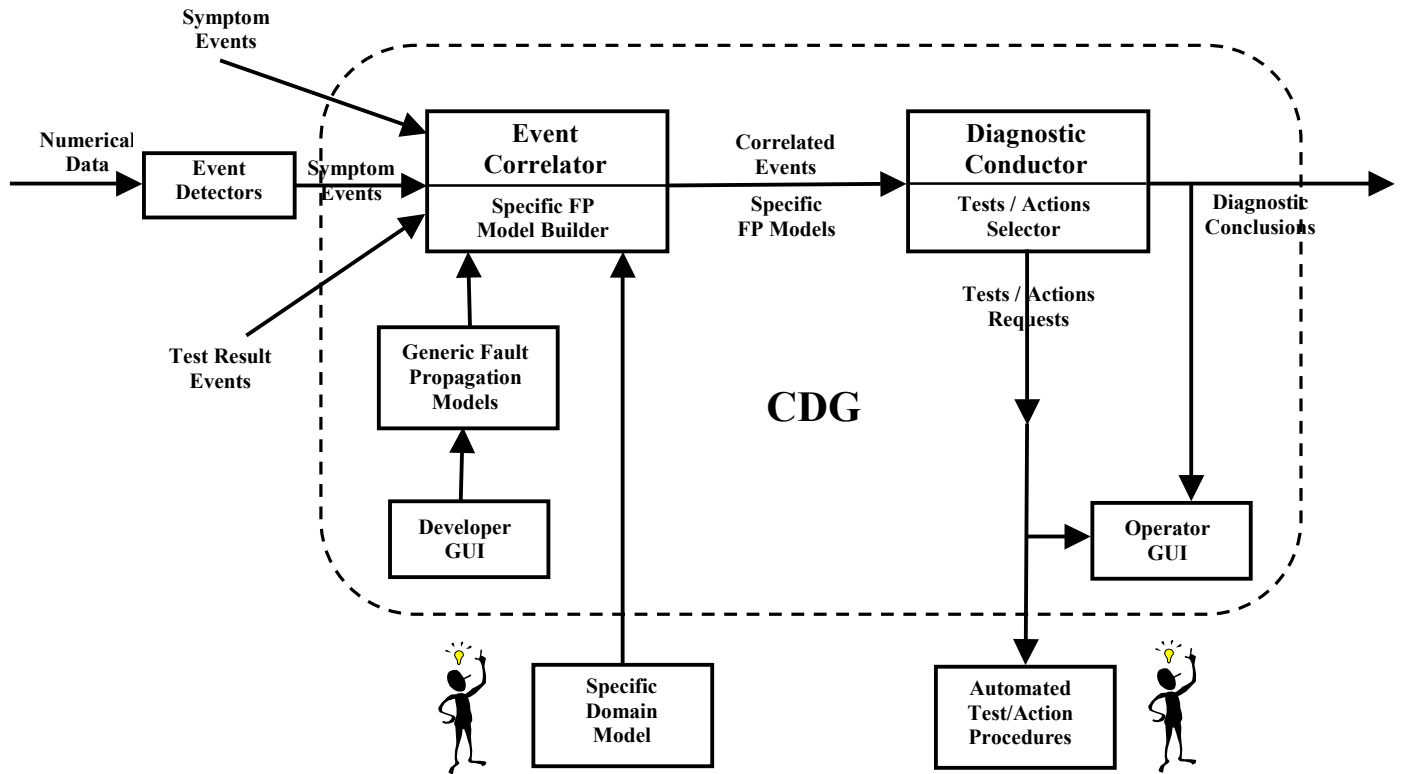 Symptom
Events
Numerical
Data
Event
Detectors
Symptom
Events
Test Result
Events
Event
Correlator
Specific FP
Model Builder
Correlated
Events
Specific
FP Models
Diagnostic
Conductor
Tests / Actions
Selector
Diagnostic
Conclusions
Tests / Actions
Requests
Generic Fault
Propagation
Models
CDG
Developer
GUI
Operator
GUI
Specific
Domain
Model
Automated
Test/Action
Procedures